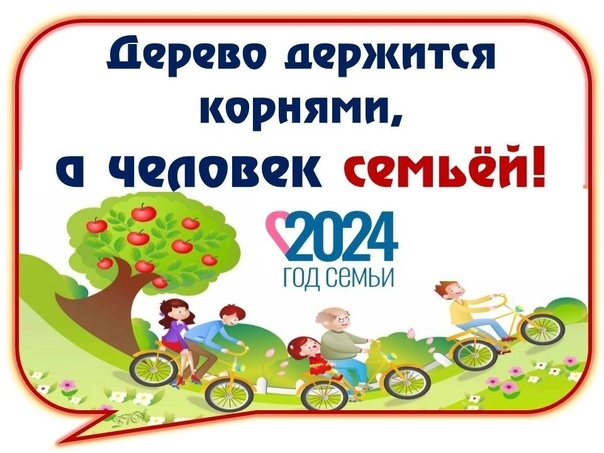 Дерево держится
корнями,
а человек семьёй!
2024
ГОД СЕМЬИ